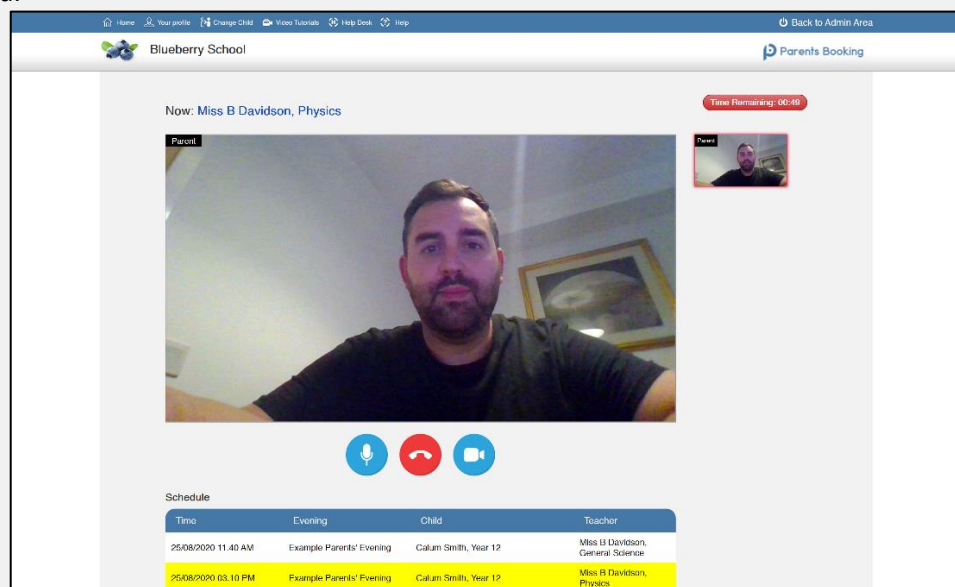 Home Your profile Change Child Video Tutorials Help Desk Help Back to Admin Area
Blueberry School Parents Booking
Now: Miss B Davidson, Physics Time Remaining: 00:49
Parent Parent
Schedule
Time Evening Child Teacher
25/08/2020 11.40 AM Example Parents' Evening Calum Smith, Year 12 Miss B Davidson,
General Science
25/08/2020 03.10 PM Example Parents' Evening Calum Smith, Year 12 Miss B Davidson,
Physics